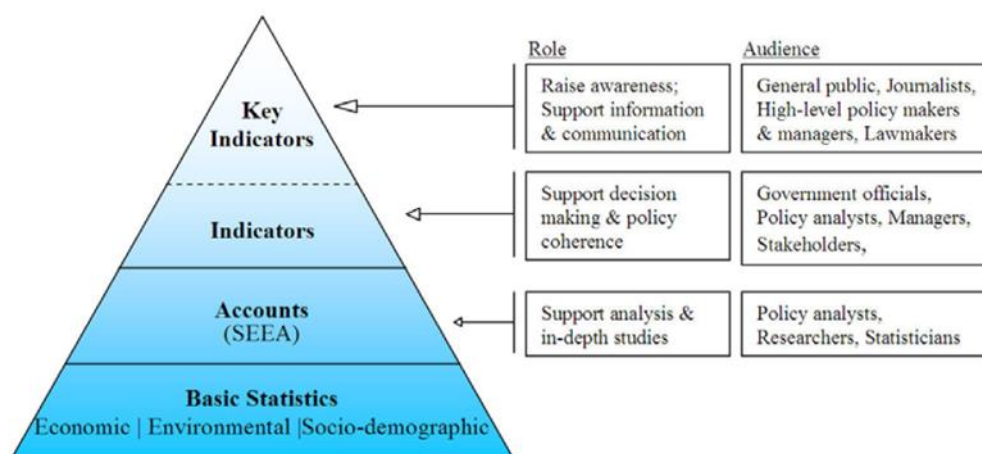 Key
Indicators
Indicators
Accounts
(SEEA)
Basic Statistics
Economic | Environmental |Socio-demographic
Role
Raise awareness;
Support information
& communication
Support decision
making & policy
coherence
Support analysis &
in-depth studies
Audience
General public, Journalists,
High-level policy makers
& managers, Lawmakers
Government officials,
Policy analysts, Managers,
Stakeholders,
Policy analysts,
Researchers, Statisticians